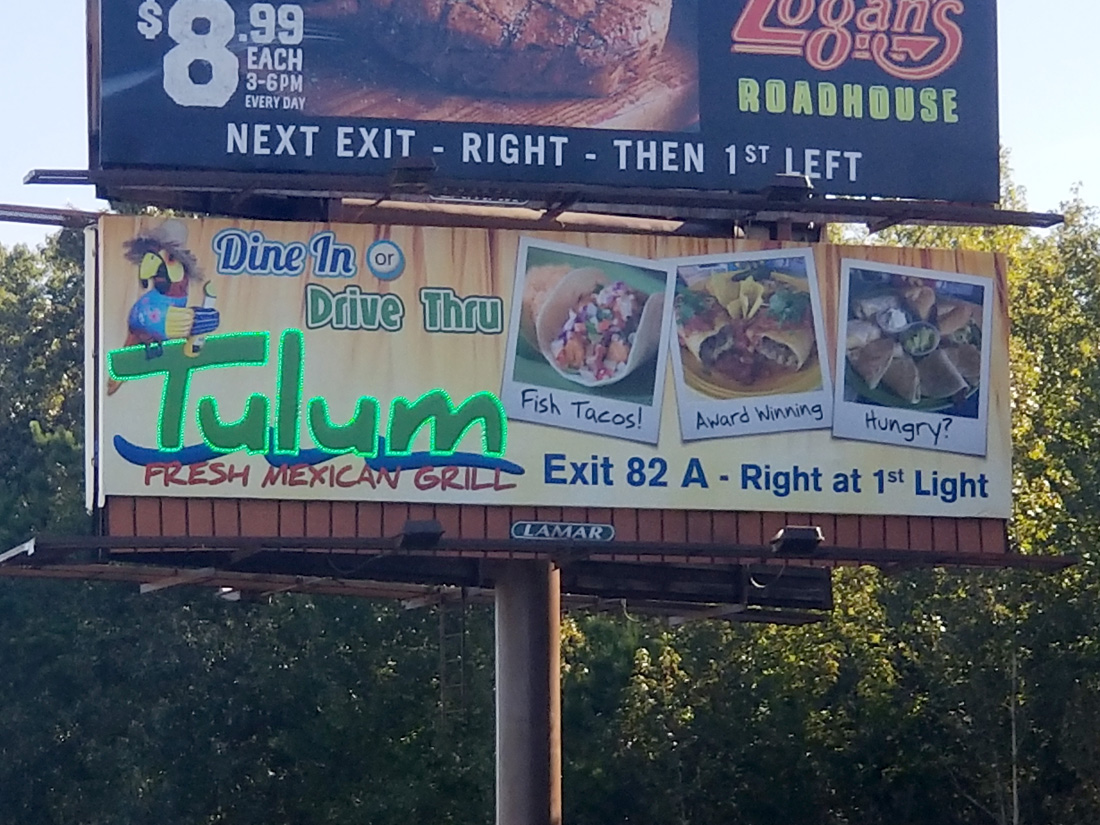 $8.99
EACH
3-6PM
EVERY DAY
Logan's
ROADHOUSE
NEXT EXIT - RIGHT - THEN 1ST LEFT
Dine In or
Drive Thru
Tulum
FRESH MEXICAN GRILL
Fish Tacos!
Award Winning
Hungry?
Exit 82 A - Right at 1st Light
LAMAR